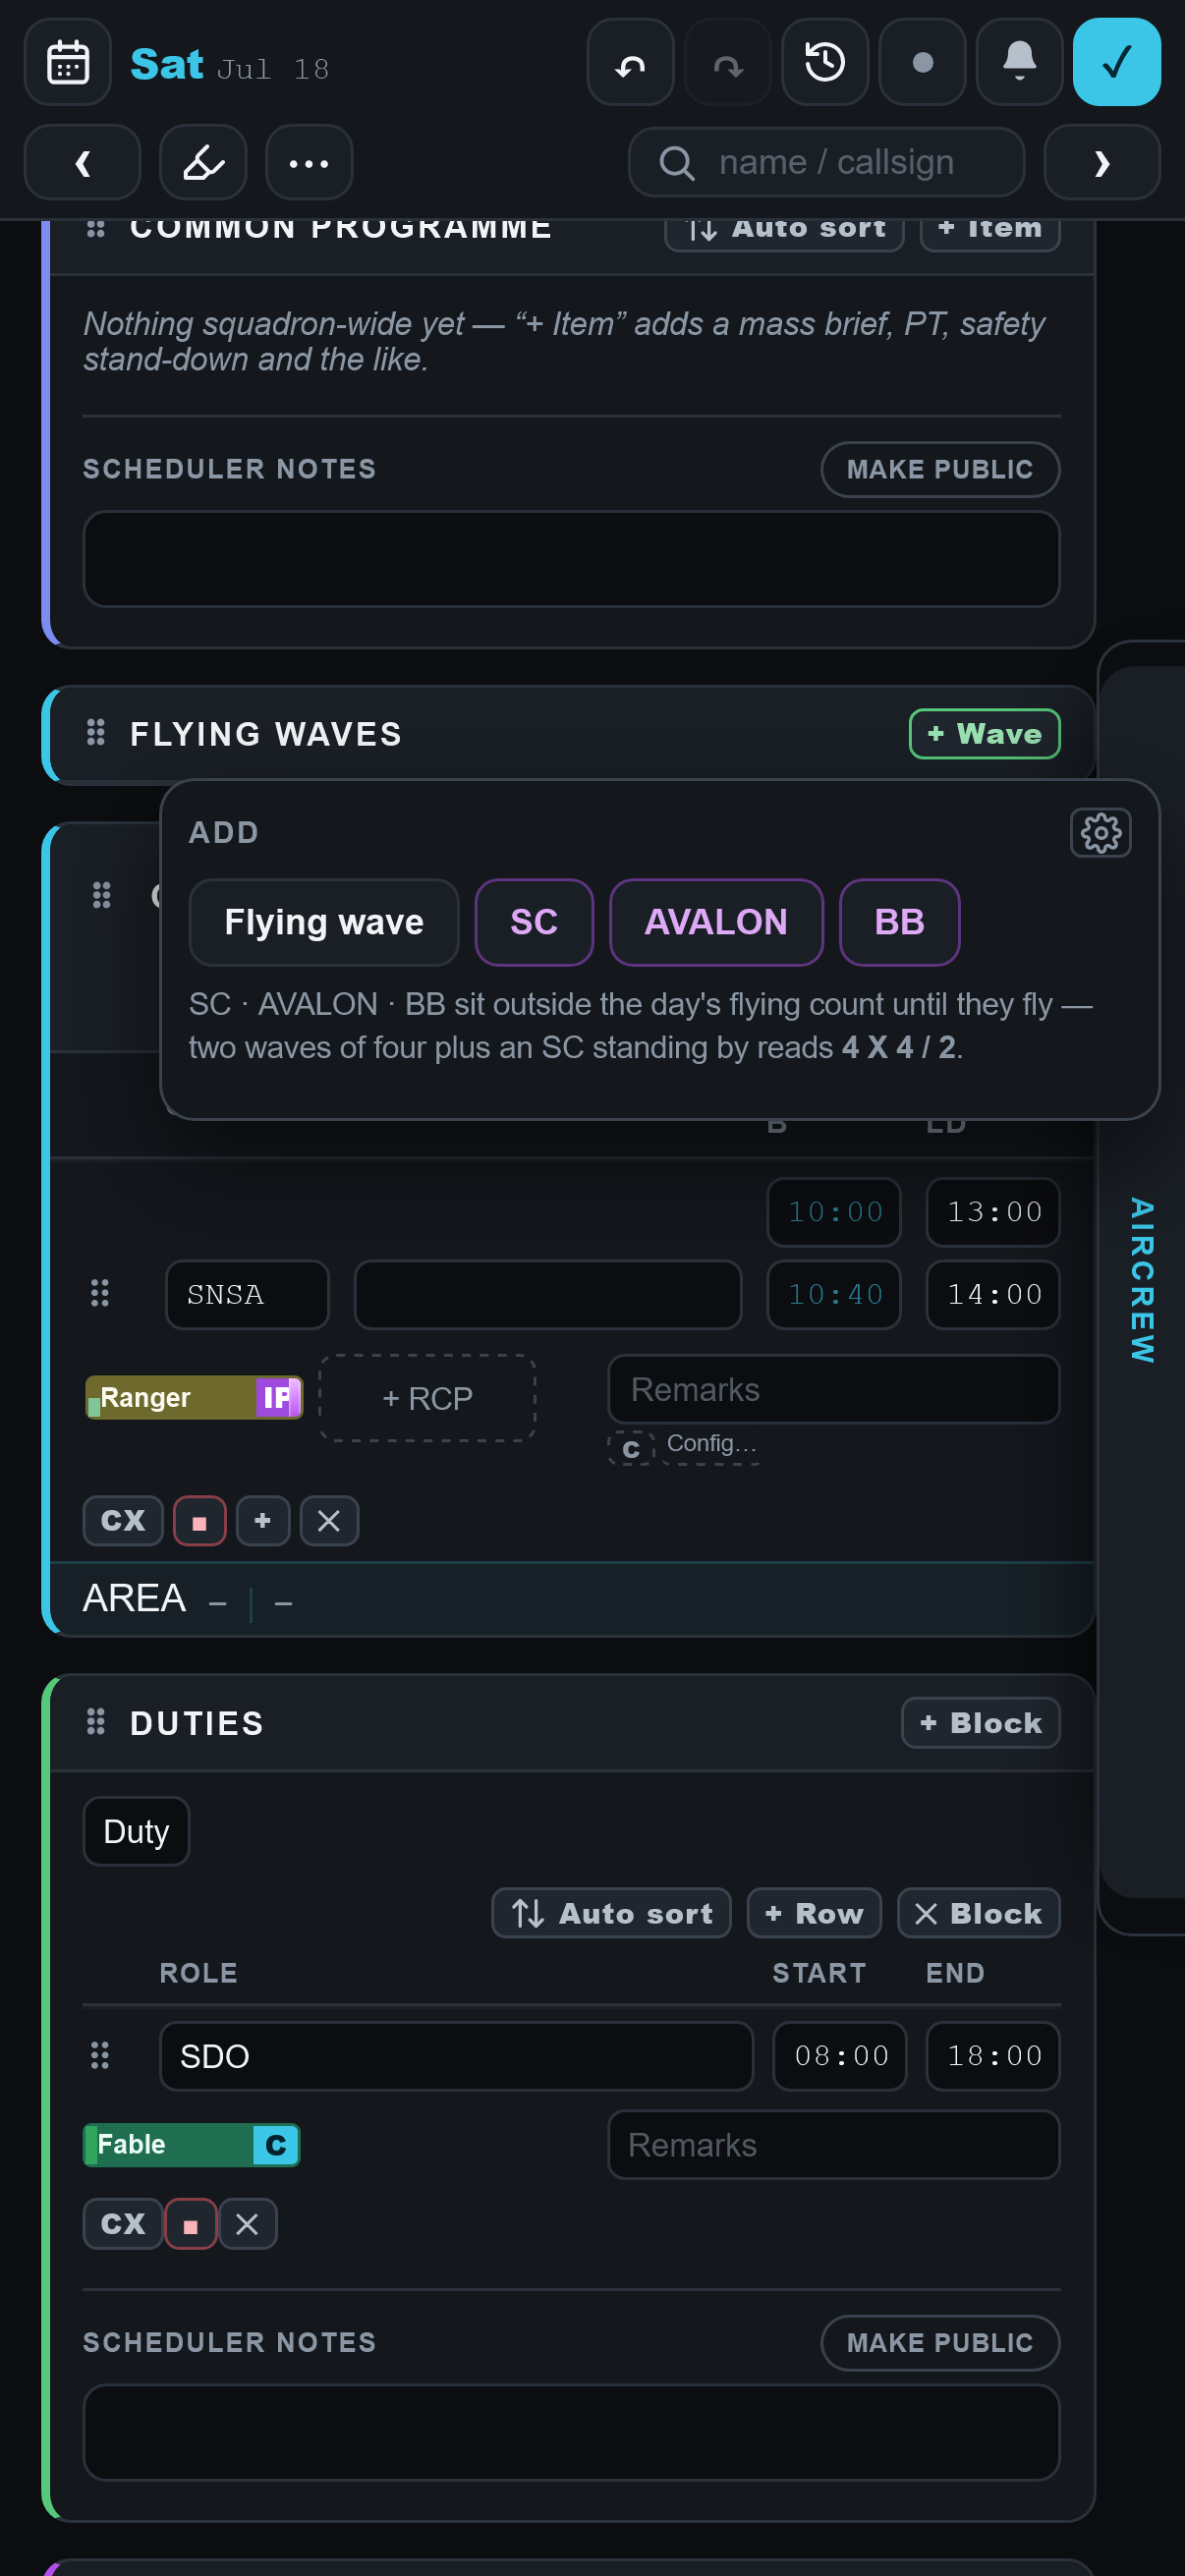 Sat Jul 18
name / callsign
COMMON PROGRAMME Auto sort + Item
Nothing squadron-wide yet — “+ Item” adds a mass brief, PT, safety
stand-down and the like.
SCHEDULER NOTES MAKE PUBLIC
FLYING WAVES + Wave
ADD
Flying wave SC AVALON BB
SC · AVALON · BB sit outside the day's flying count until they fly —
two waves of four plus an SC standing by reads 4 X 4 / 2.
B LD
10:00 13:00
SNSA 10:40 14:00
Ranger IP + RCP Remarks
C Config…
CX +
AREA – | –
AIRCREW
DUTIES + Block
Duty
Auto sort + Row × Block
ROLE START END
SDO 08:00 18:00
Fable C Remarks
CX
SCHEDULER NOTES MAKE PUBLIC